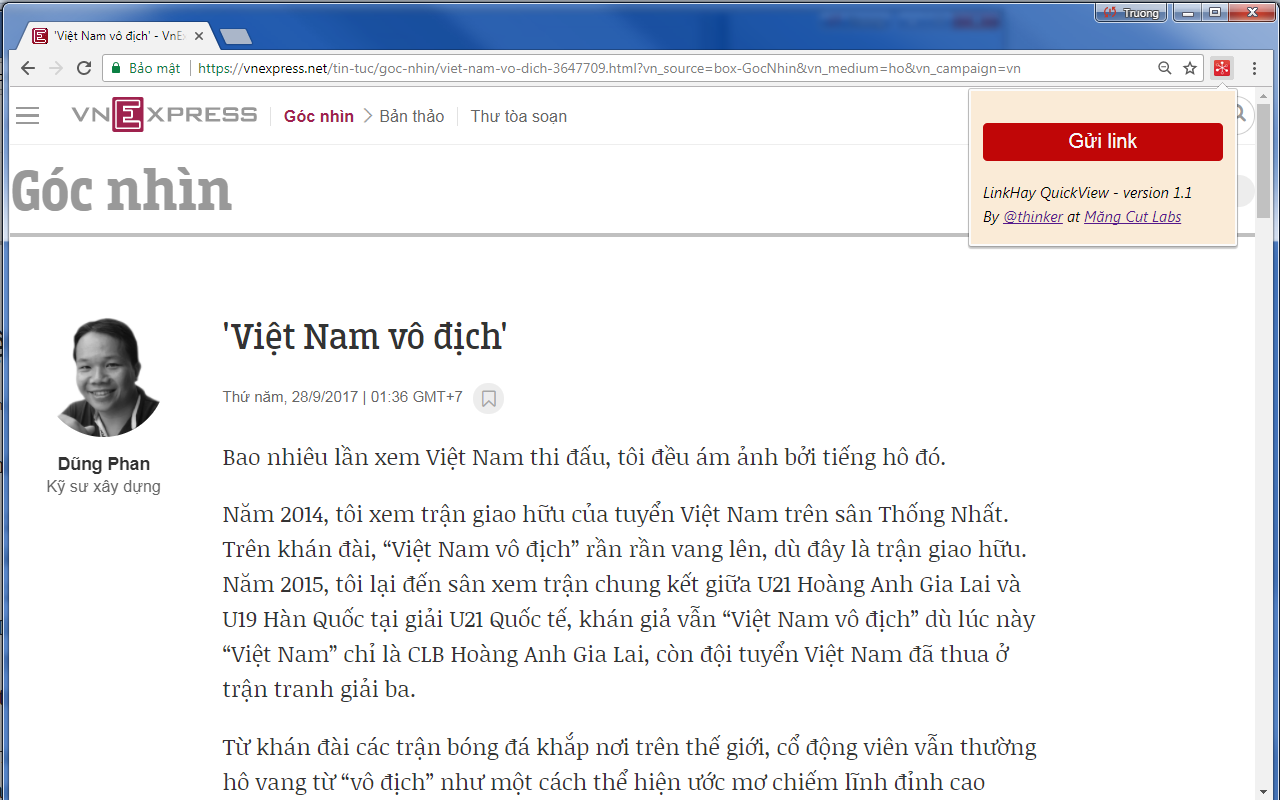 Truong
'Việt Nam vô địch' - VnE
Bảo mật
https://vnexpress.net/tin-tuc/goc-nhin/viet-nam-vo-dich-3647709.html?vn_source=box-GocNhin&vn_medium=ho&vn_campaign=vn
VNEXPRESS
Góc nhìn
Bản thảo
Thư tòa soạn
Gửi link
LinkHay QuickView - version 1.1
By @thinker at Măng Cut Labs
Góc nhìn
'Việt Nam vô địch'
Thứ năm, 28/9/2017 | 01:36 GMT+7
Dũng Phan
Kỹ sư xây dựng
Bao nhiêu lần xem Việt Nam thi đấu, tôi đều ám ảnh bởi tiếng hô đó.
Năm 2014, tôi xem trận giao hữu của tuyển Việt Nam trên sân Thống Nhất.
Trên khán đài, “Việt Nam vô địch” rần rần vang lên, dù đây là trận giao hữu.
Năm 2015, tôi lại đến sân xem trận chung kết giữa U21 Hoàng Anh Gia Lai và
U19 Hàn Quốc tại giải U21 Quốc tế, khán giả vẫn “Việt Nam vô địch” dù lúc này
“Việt Nam” chỉ là CLB Hoàng Anh Gia Lai, còn đội tuyển Việt Nam đã thua ở
trận tranh giải ba.
Từ khán đài các trận bóng đá khắp nơi trên thế giới, cổ động viên vẫn thường
hô vang từ “vô địch” như một cách thể hiện ước mơ chiếm lĩnh đỉnh cao